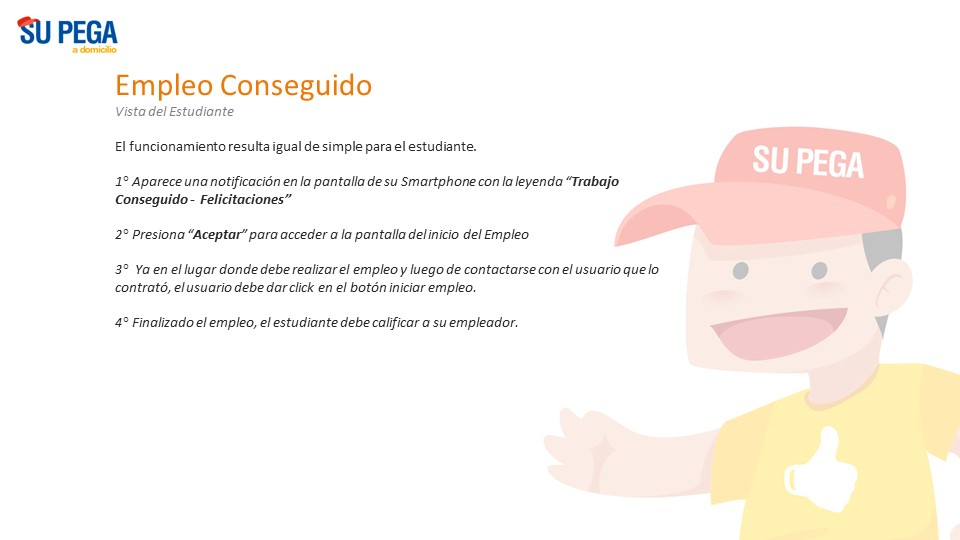 SU PEGA
a domicilio
Empleo Conseguido
Vista del Estudiante
El funcionamiento resulta igual de simple para el estudiante.
1° Aparece una notificación en la pantalla de su Smartphone con la leyenda “Trabajo
Conseguido - Felicitaciones”
2° Presiona “Aceptar” para acceder a la pantalla del inicio del Empleo
3° Ya en el lugar donde debe realizar el empleo y luego de contactarse con el usuario que lo
contrató, el usuario debe dar click en el botón iniciar empleo.
4° Finalizado el empleo, el estudiante debe calificar a su empleador.
SU PEGA